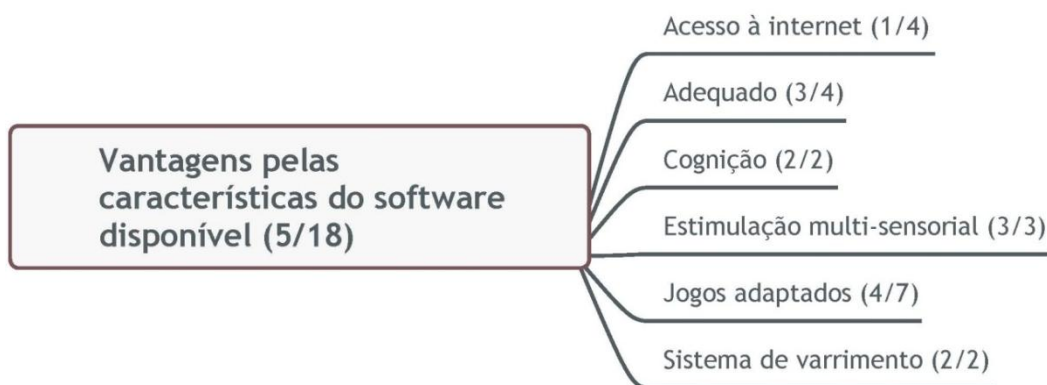 Vantagens pelas
características do software
disponível (5/18)
Acesso à internet (1/4)
Adequado (3/4)
Cognição (2/2)
Estimulação multi-sensorial (3/3)
Jogos adaptados (4/7)
Sistema de varrimento (2/2)